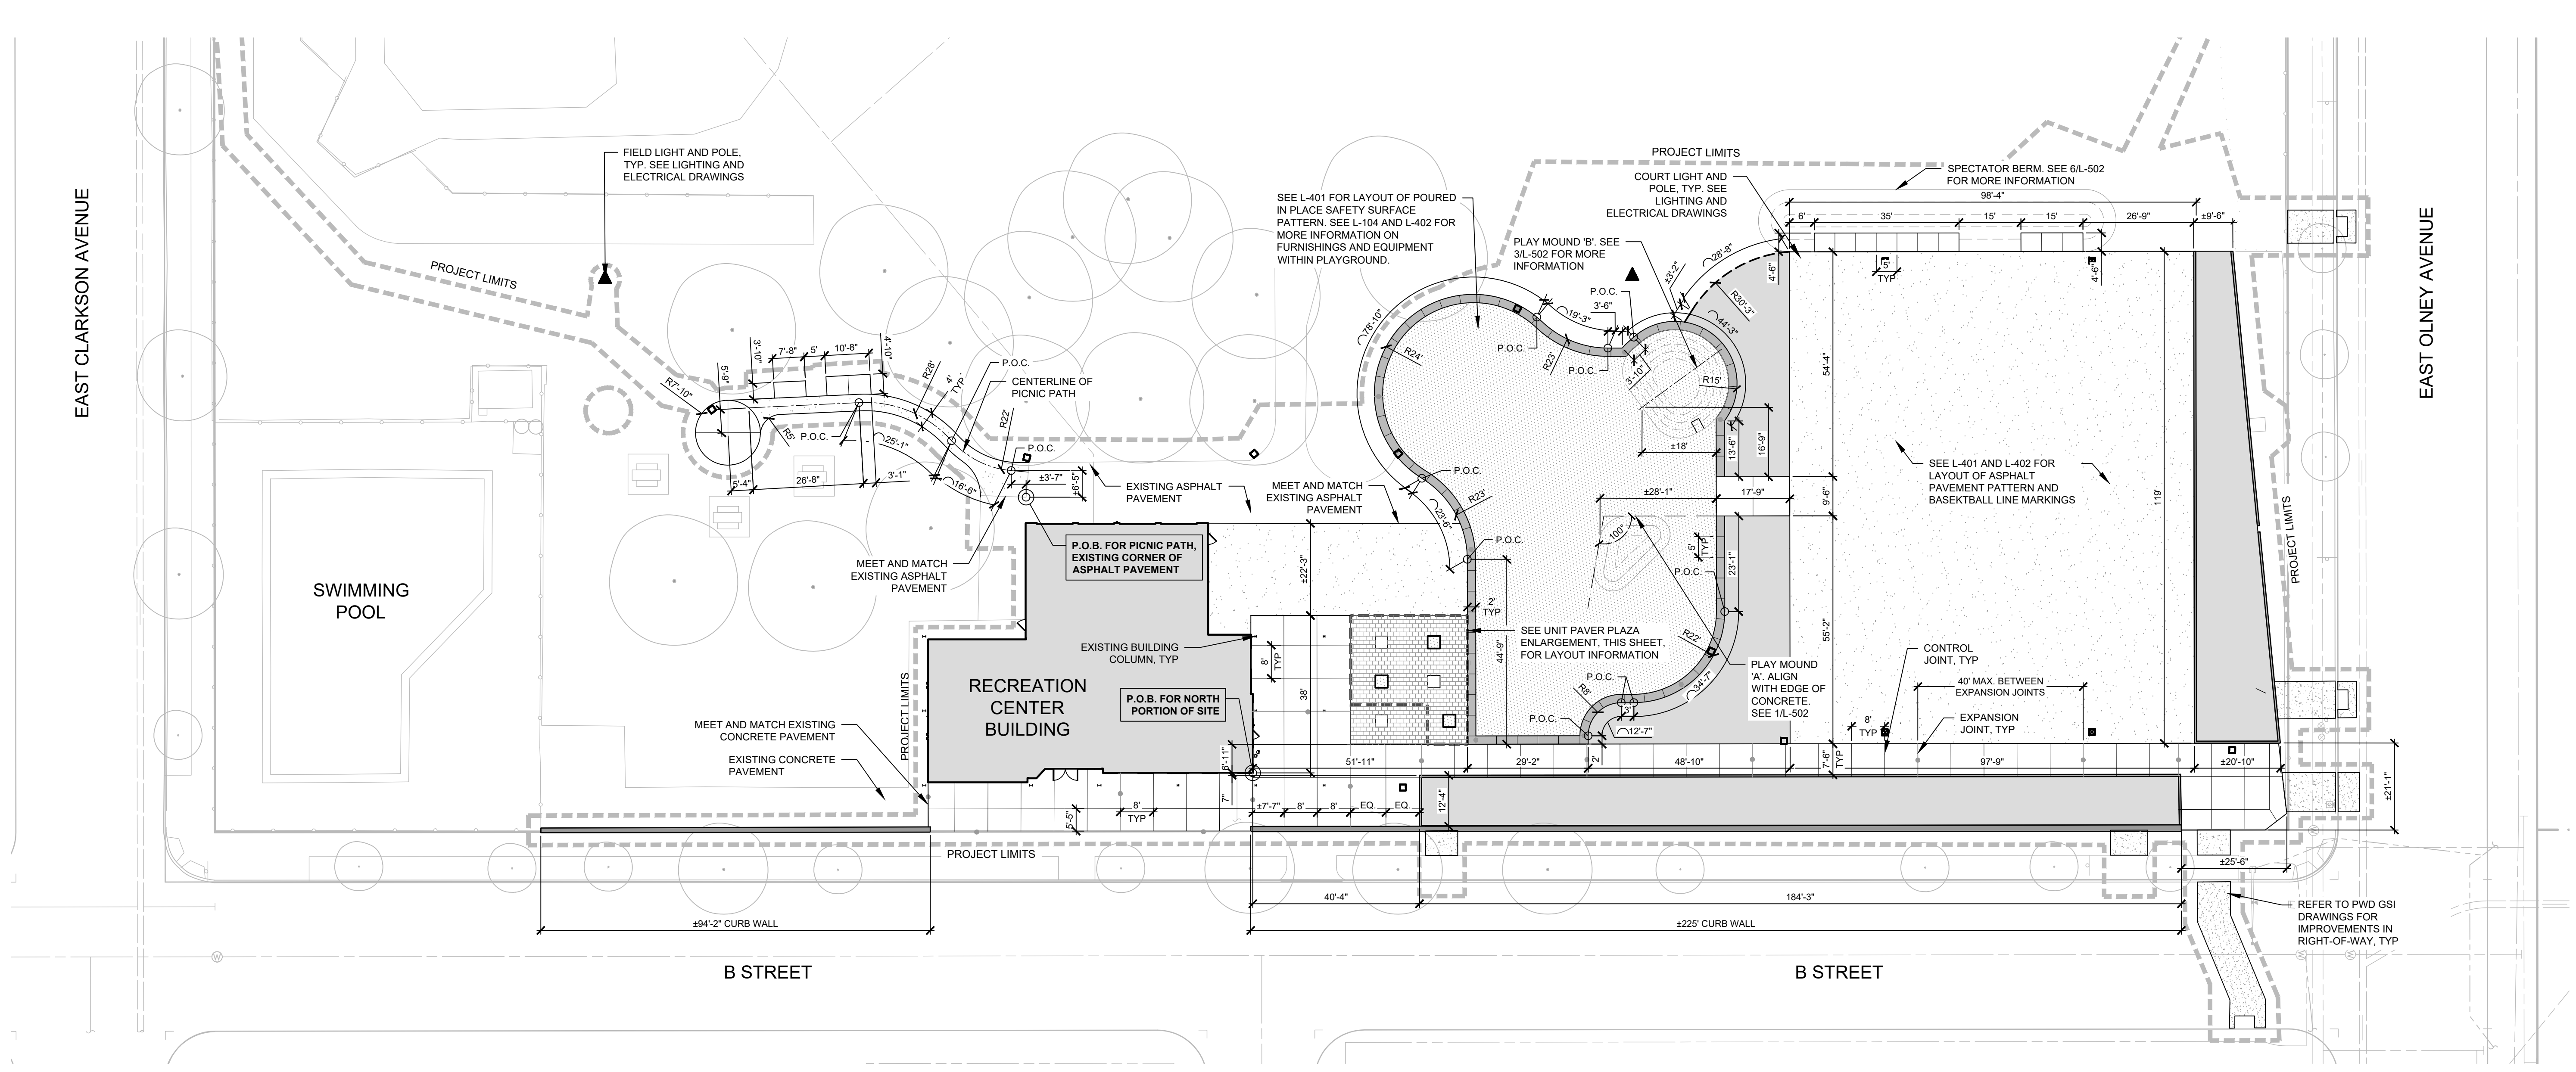 EAST CLARKSON AVENUE
FIELD LIGHT AND POLE,
TYP. SEE LIGHTING AND
ELECTRICAL DRAWINGS
PROJECT LIMITS
SWIMMING
POOL
R7'-10"
5'-9"
3'-10"
7'-8"
5'
10'-8"
4'-10"
R28'
4'
TYP.
R22'
P.O.C.
CENTERLINE OF
PICNIC PATH
P.O.C.
R5'
P.O.C.
25'-1"
5'-4"
26'-8"
3'-1"
16'-6"
±3'-7"
±6'-5"
EXISTING ASPHALT
PAVEMENT
MEET AND MATCH
EXISTING ASPHALT
PAVEMENT
P.O.B. FOR PICNIC PATH,
EXISTING CORNER OF
ASPHALT PAVEMENT
MEET AND MATCH
EXISTING ASPHALT
PAVEMENT
EXISTING BUILDING
COLUMN, TYP
RECREATION
CENTER
BUILDING
P.O.B. FOR NORTH
PORTION OF SITE
PROJECT LIMITS
MEET AND MATCH EXISTING
CONCRETE PAVEMENT
EXISTING CONCRETE
PAVEMENT
PROJECT LIMITS
5'-5"
8'
TYP
±94'-2" CURB WALL
B STREET
SEE L-401 FOR LAYOUT OF POURED
IN PLACE SAFETY SURFACE
PATTERN. SEE L-104 AND L-402 FOR
MORE INFORMATION ON
FURNISHINGS AND EQUIPMENT
WITHIN PLAYGROUND.
PLAY MOUND 'B'. SEE
3/L-502 FOR MORE
INFORMATION
COURT LIGHT AND
POLE, TYP. SEE
LIGHTING AND
ELECTRICAL DRAWINGS
PROJECT LIMITS
SPECTATOR BERM. SEE 6/L-502
FOR MORE INFORMATION
98'-4"
6'
35'
15'
15'
26'-9"
±9'-6"
4'-6"
5'
TYP
4'-6"
P.O.C.
3'-6"
19'-3"
±3'-2"
28'-8"
R30'-3"
44'-3"
78'-10"
R24'
P.O.C.
R23'
P.O.C.
3'-10"
R15'
±18'
13'-6"
16'-9"
54'-4"
P.O.C.
R23'
23'-6"
±28'-1"
17'-9"
9'-6"
P.O.C.
100°
5'
TYP
P.O.C.
23'-1"
±22'-3"
2'
TYP
8'
TYP
38'
44'-9"
SEE UNIT PAVER PLAZA
ENLARGEMENT, THIS SHEET,
FOR LAYOUT INFORMATION
R22'
34'-7"
PLAY MOUND
'A'. ALIGN
WITH EDGE OF
CONCRETE.
SEE 1/L-502
P.O.C.
R8'
3'
P.O.C.
12'-7"
2'
55'-2"
119'
SEE L-401 AND L-402 FOR
LAYOUT OF ASPHALT
PAVEMENT PATTERN AND
BASEKTBALL LINE MARKINGS
CONTROL
JOINT, TYP
40' MAX. BETWEEN
EXPANSION JOINTS
EXPANSION
JOINT, TYP
8'
TYP
6'-11"
51'-11"
29'-2"
48'-10"
7'-6"
TYP
97'-9"
±20'-10"
7"
±7'-7"
8'
8'
EQ.
EQ.
12'-4"
±21'-1"
±25'-6"
40'-4"
184'-3"
±225' CURB WALL
B STREET
PROJECT LIMITS
EAST OLNEY AVENUE
REFER TO PWD GSI
DRAWINGS FOR
IMPROVEMENTS IN
RIGHT-OF-WAY, TYP
W